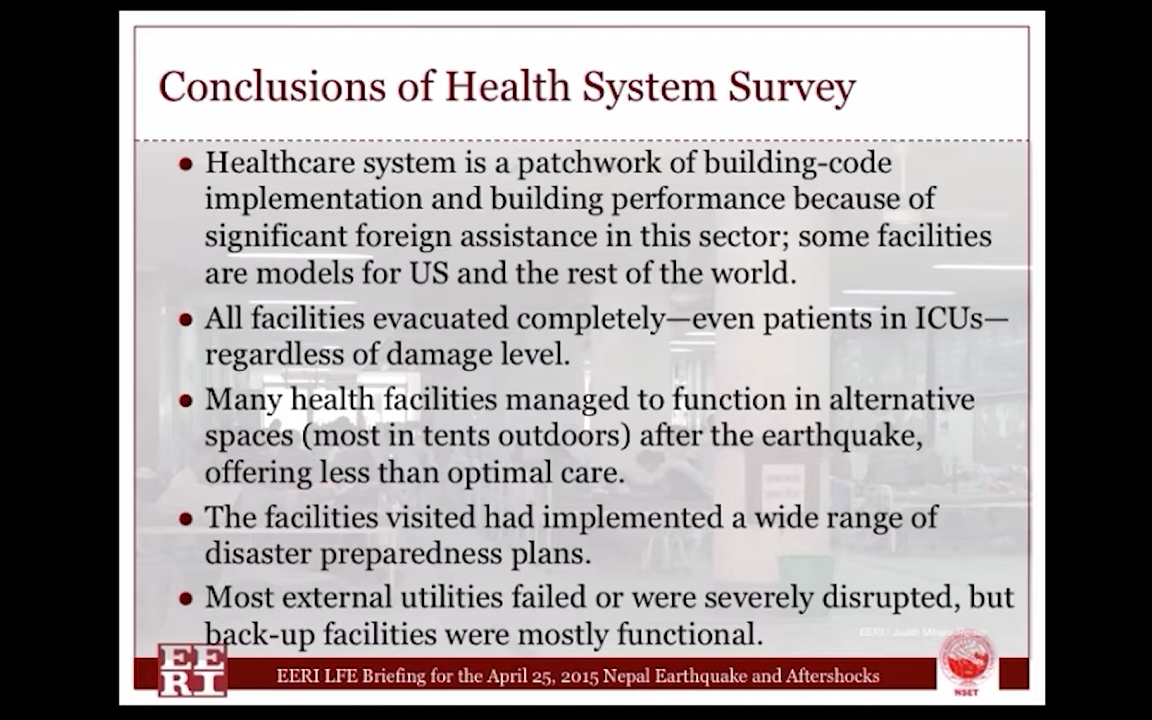 Conclusions of Health System Survey
● Healthcare system is a patchwork of building-code
implementation and building performance because of
significant foreign assistance in this sector; some facilities
are models for US and the rest of the world.
● All facilities evacuated completely—even patients in ICUs—
regardless of damage level.
● Many health facilities managed to function in alternative
spaces (most in tents outdoors) after the earthquake,
offering less than optimal care.
● The facilities visited had implemented a wide range of
disaster preparedness plans.
● Most external utilities failed or were severely disrupted, but
back-up facilities were mostly functional.
EERI / Judith
EE
RI
EERI LFE Briefing for the April 25, 2015 Nepal Earthquake and Aftershocks
NSET